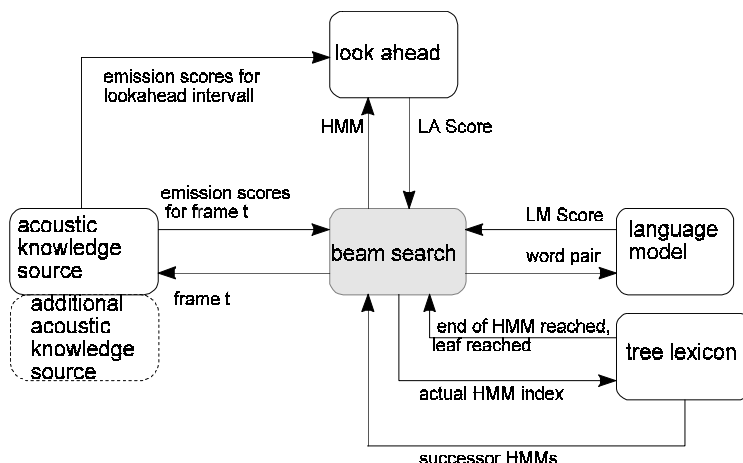 look ahead
emission scores for
lookahead intervall
HMM
LA Score
emission scores
for frame t
LM Score
acoustic
knowledge
source
beam search
language
model
word pair
frame t
additional
acoustic
knowledge
source
end of HMM reached,
leaf reached
tree lexicon
actual HMM index
successor HMMs